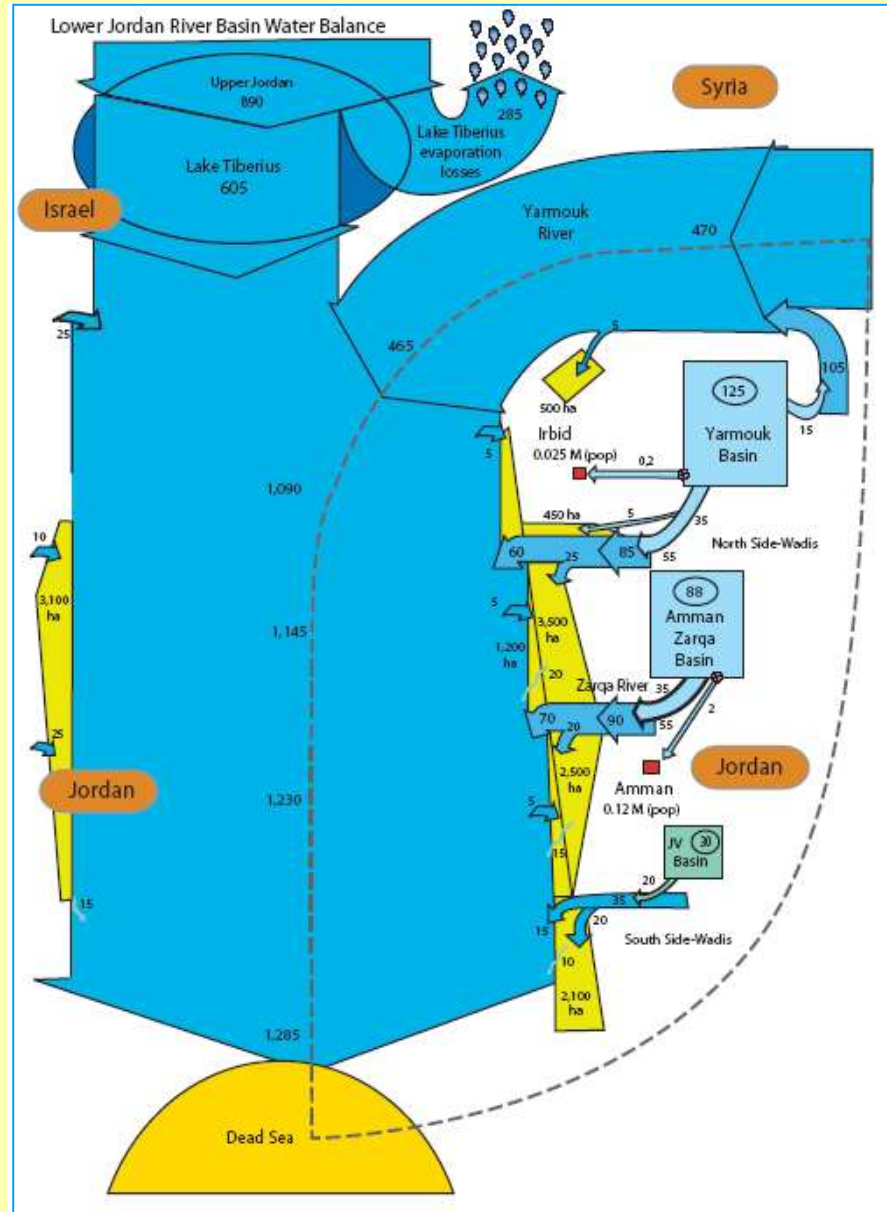 Lower Jordan River Basin Water Balance
Upper Jordan
890
285
Lake Tiberius
evaporation
losses
Syria
Lake Tiberius
605
Israel
Yarmouk
River
470
25
465
5
105
500 ha
125
Yarmouk
Basin
15
Irbid
0.025 M (pop)
0,2
5
1,090
450 ha
5
35
10
60
25
85
55
North Side-Wadis
3,100
ha
5
3,500
ha
88
Amman
Zarqa
Basin
1,145
1,200
ha
20
Zarqa River
35
70
20
90
55
2
25
Jordan
2,500
ha
Amman
0.12 M (pop)
Jordan
1,230
5
15
JV
30
Basin
20
15
35
15
20
South Side-Wadis
10
2,100
ha
1,285
Dead Sea